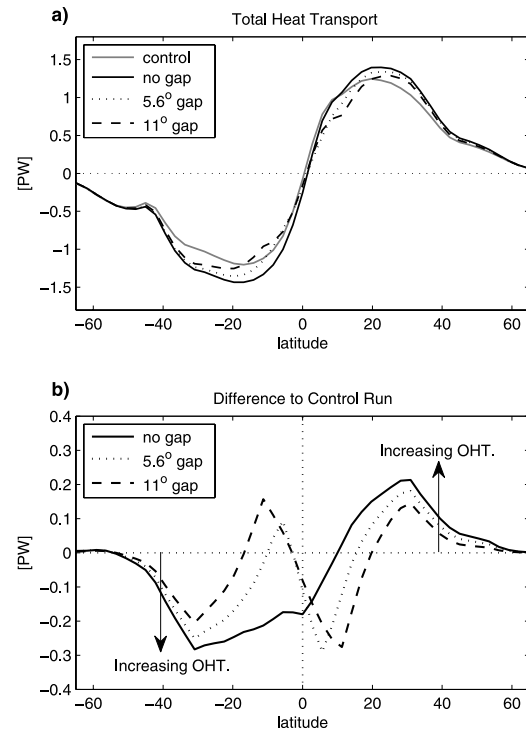 a)
Total Heat Transport
control
no gap
5.6° gap
11° gap
1.5
1
0.5
0
−0.5
−1
−1.5
[PW]
−60 −40 −20 0 20 40 60
latitude
b)
Difference to Control Run
no gap
5.6° gap
11° gap
Increasing OHT.
Increasing OHT.
0.4
0.3
0.2
0.1
0
−0.1
−0.2
−0.3
−0.4
[PW]
−60 −40 −20 0 20 40 60
latitude